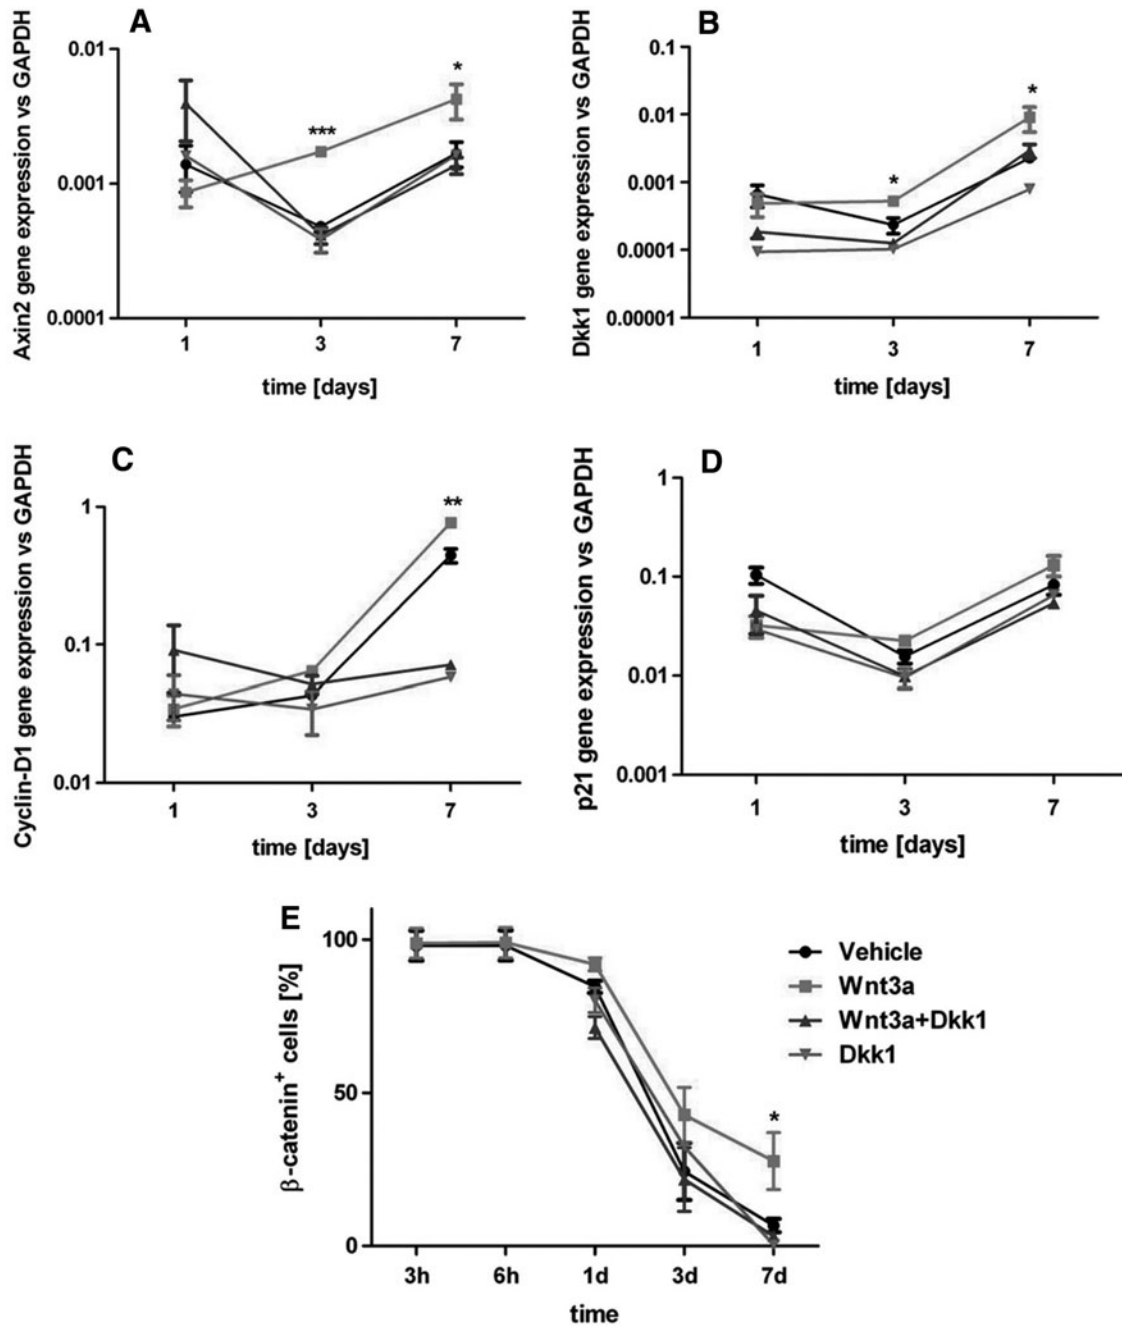 A
Axin2 gene expression vs GAPDH
0.01
0.001
0.0001
*
***
1 3 7
time [days]
B
Dkk1 gene expression vs GAPDH
0.1
0.01
0.001
0.0001
0.00001
*
*
1 3 7
time [days]
C
Cyclin-D1 gene expression vs GAPDH
1
0.1
0.01
**
1 3 7
time [days]
D
p21 gene expression vs GAPDH
1
0.1
0.01
0.001
1 3 7
time [days]
E
β-catenin⁺ cells [%]
100
50
0
*
3h 6h 1d 3d 7d
time
Vehicle
Wnt3a
Wnt3a+Dkk1
Dkk1